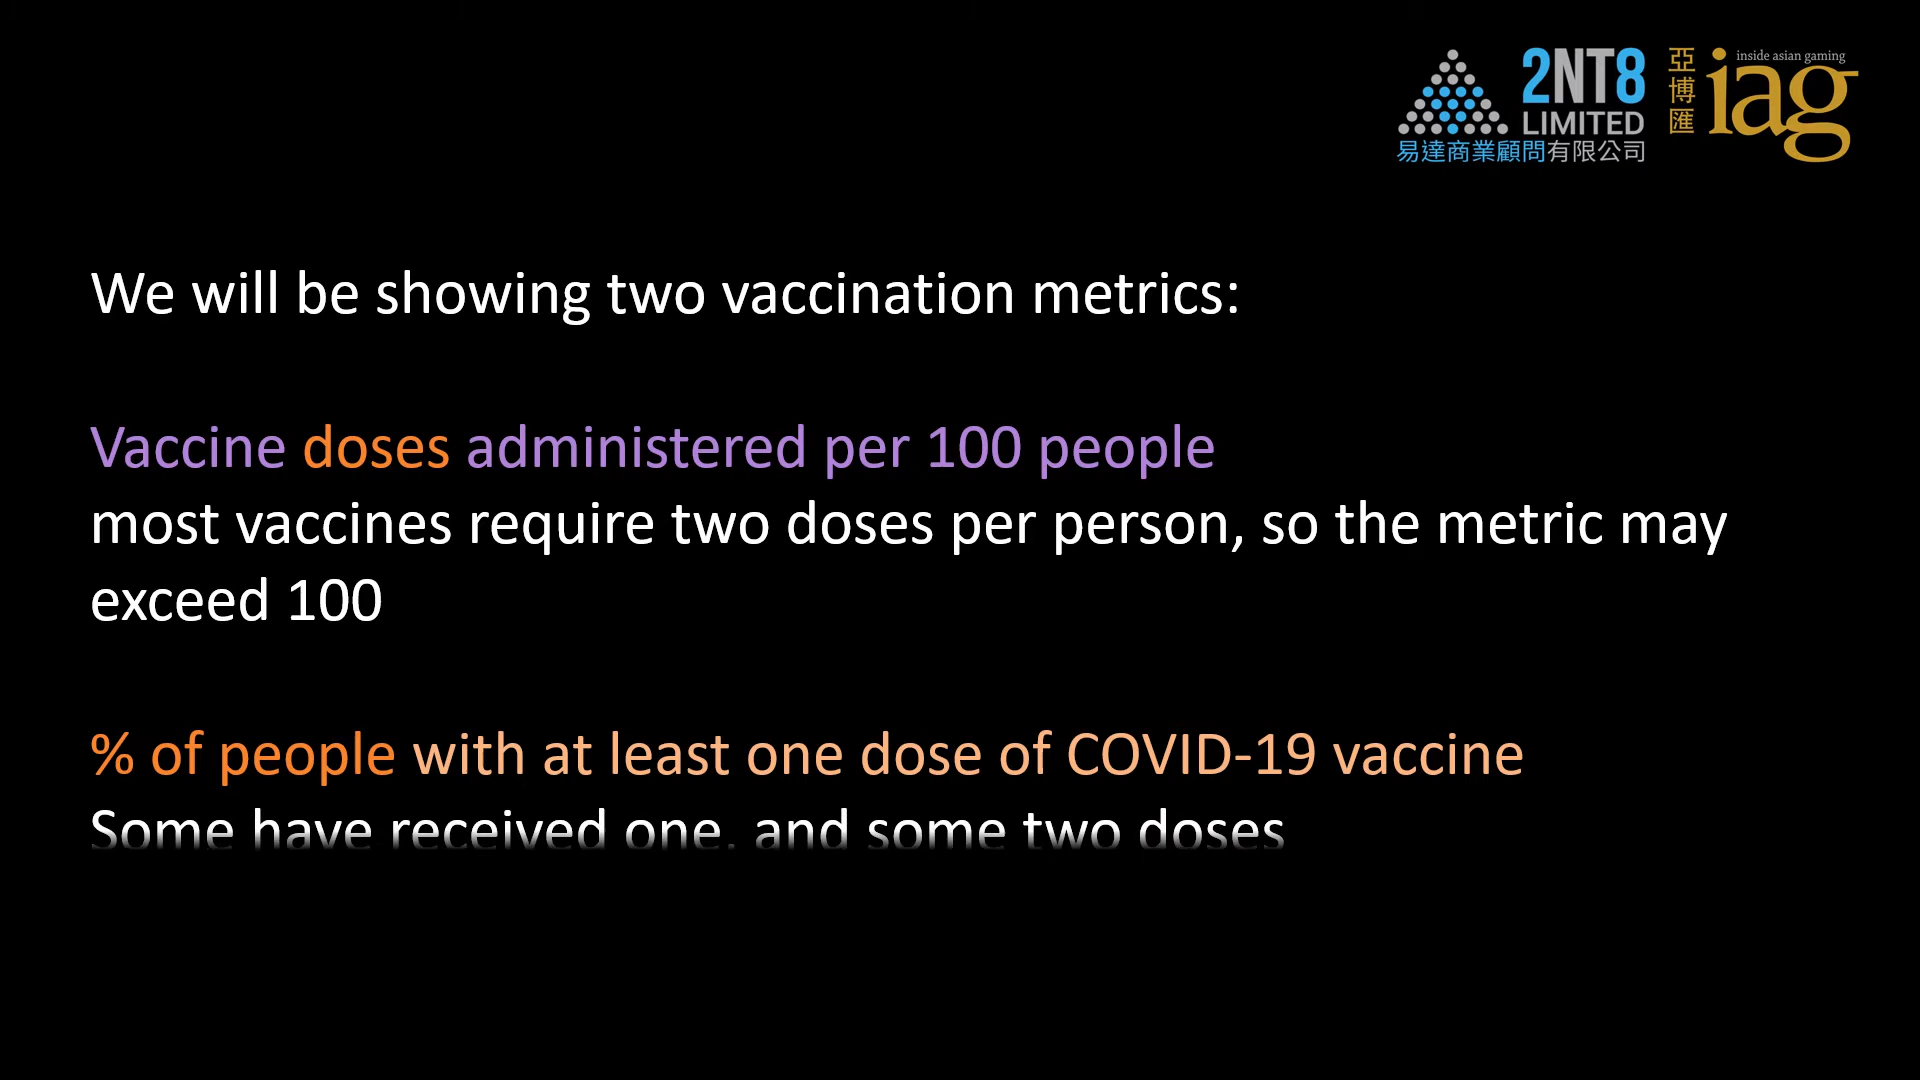 2NT8
LIMITED
易達商業顧問有限公司
亞博匯
inside asian gaming
iag
We will be showing two vaccination metrics:
Vaccine doses administered per 100 people
most vaccines require two doses per person, so the metric may
exceed 100
% of people with at least one dose of COVID-19 vaccine
Some have received one, and some two doses